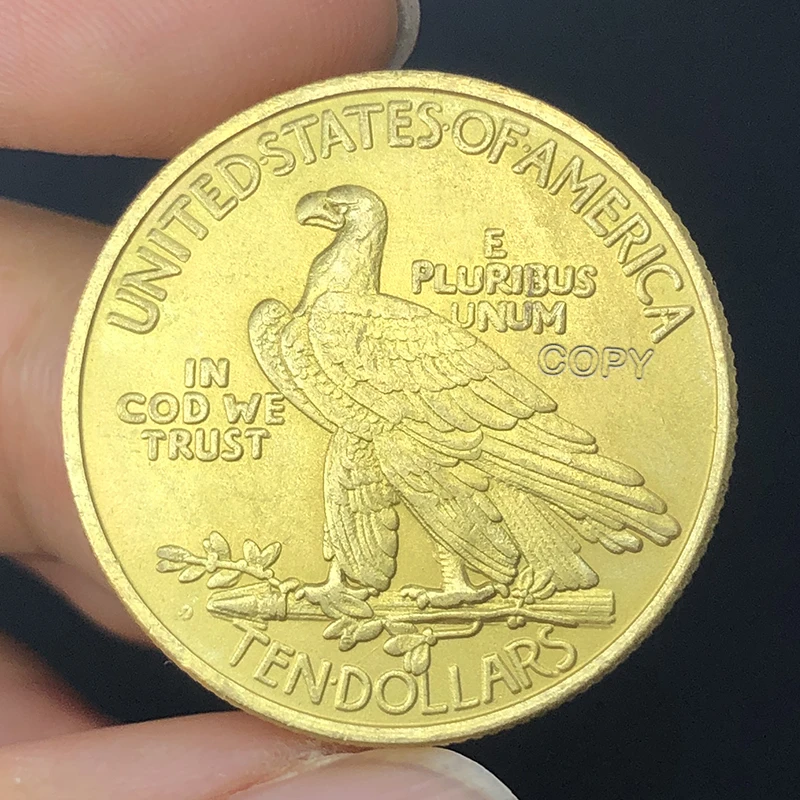 UNITED·STATES·OF·AMERICA
E
PLURIBUS
UNUM
COPY
IN
COD WE
TRUST
D
TEN·DOLLARS